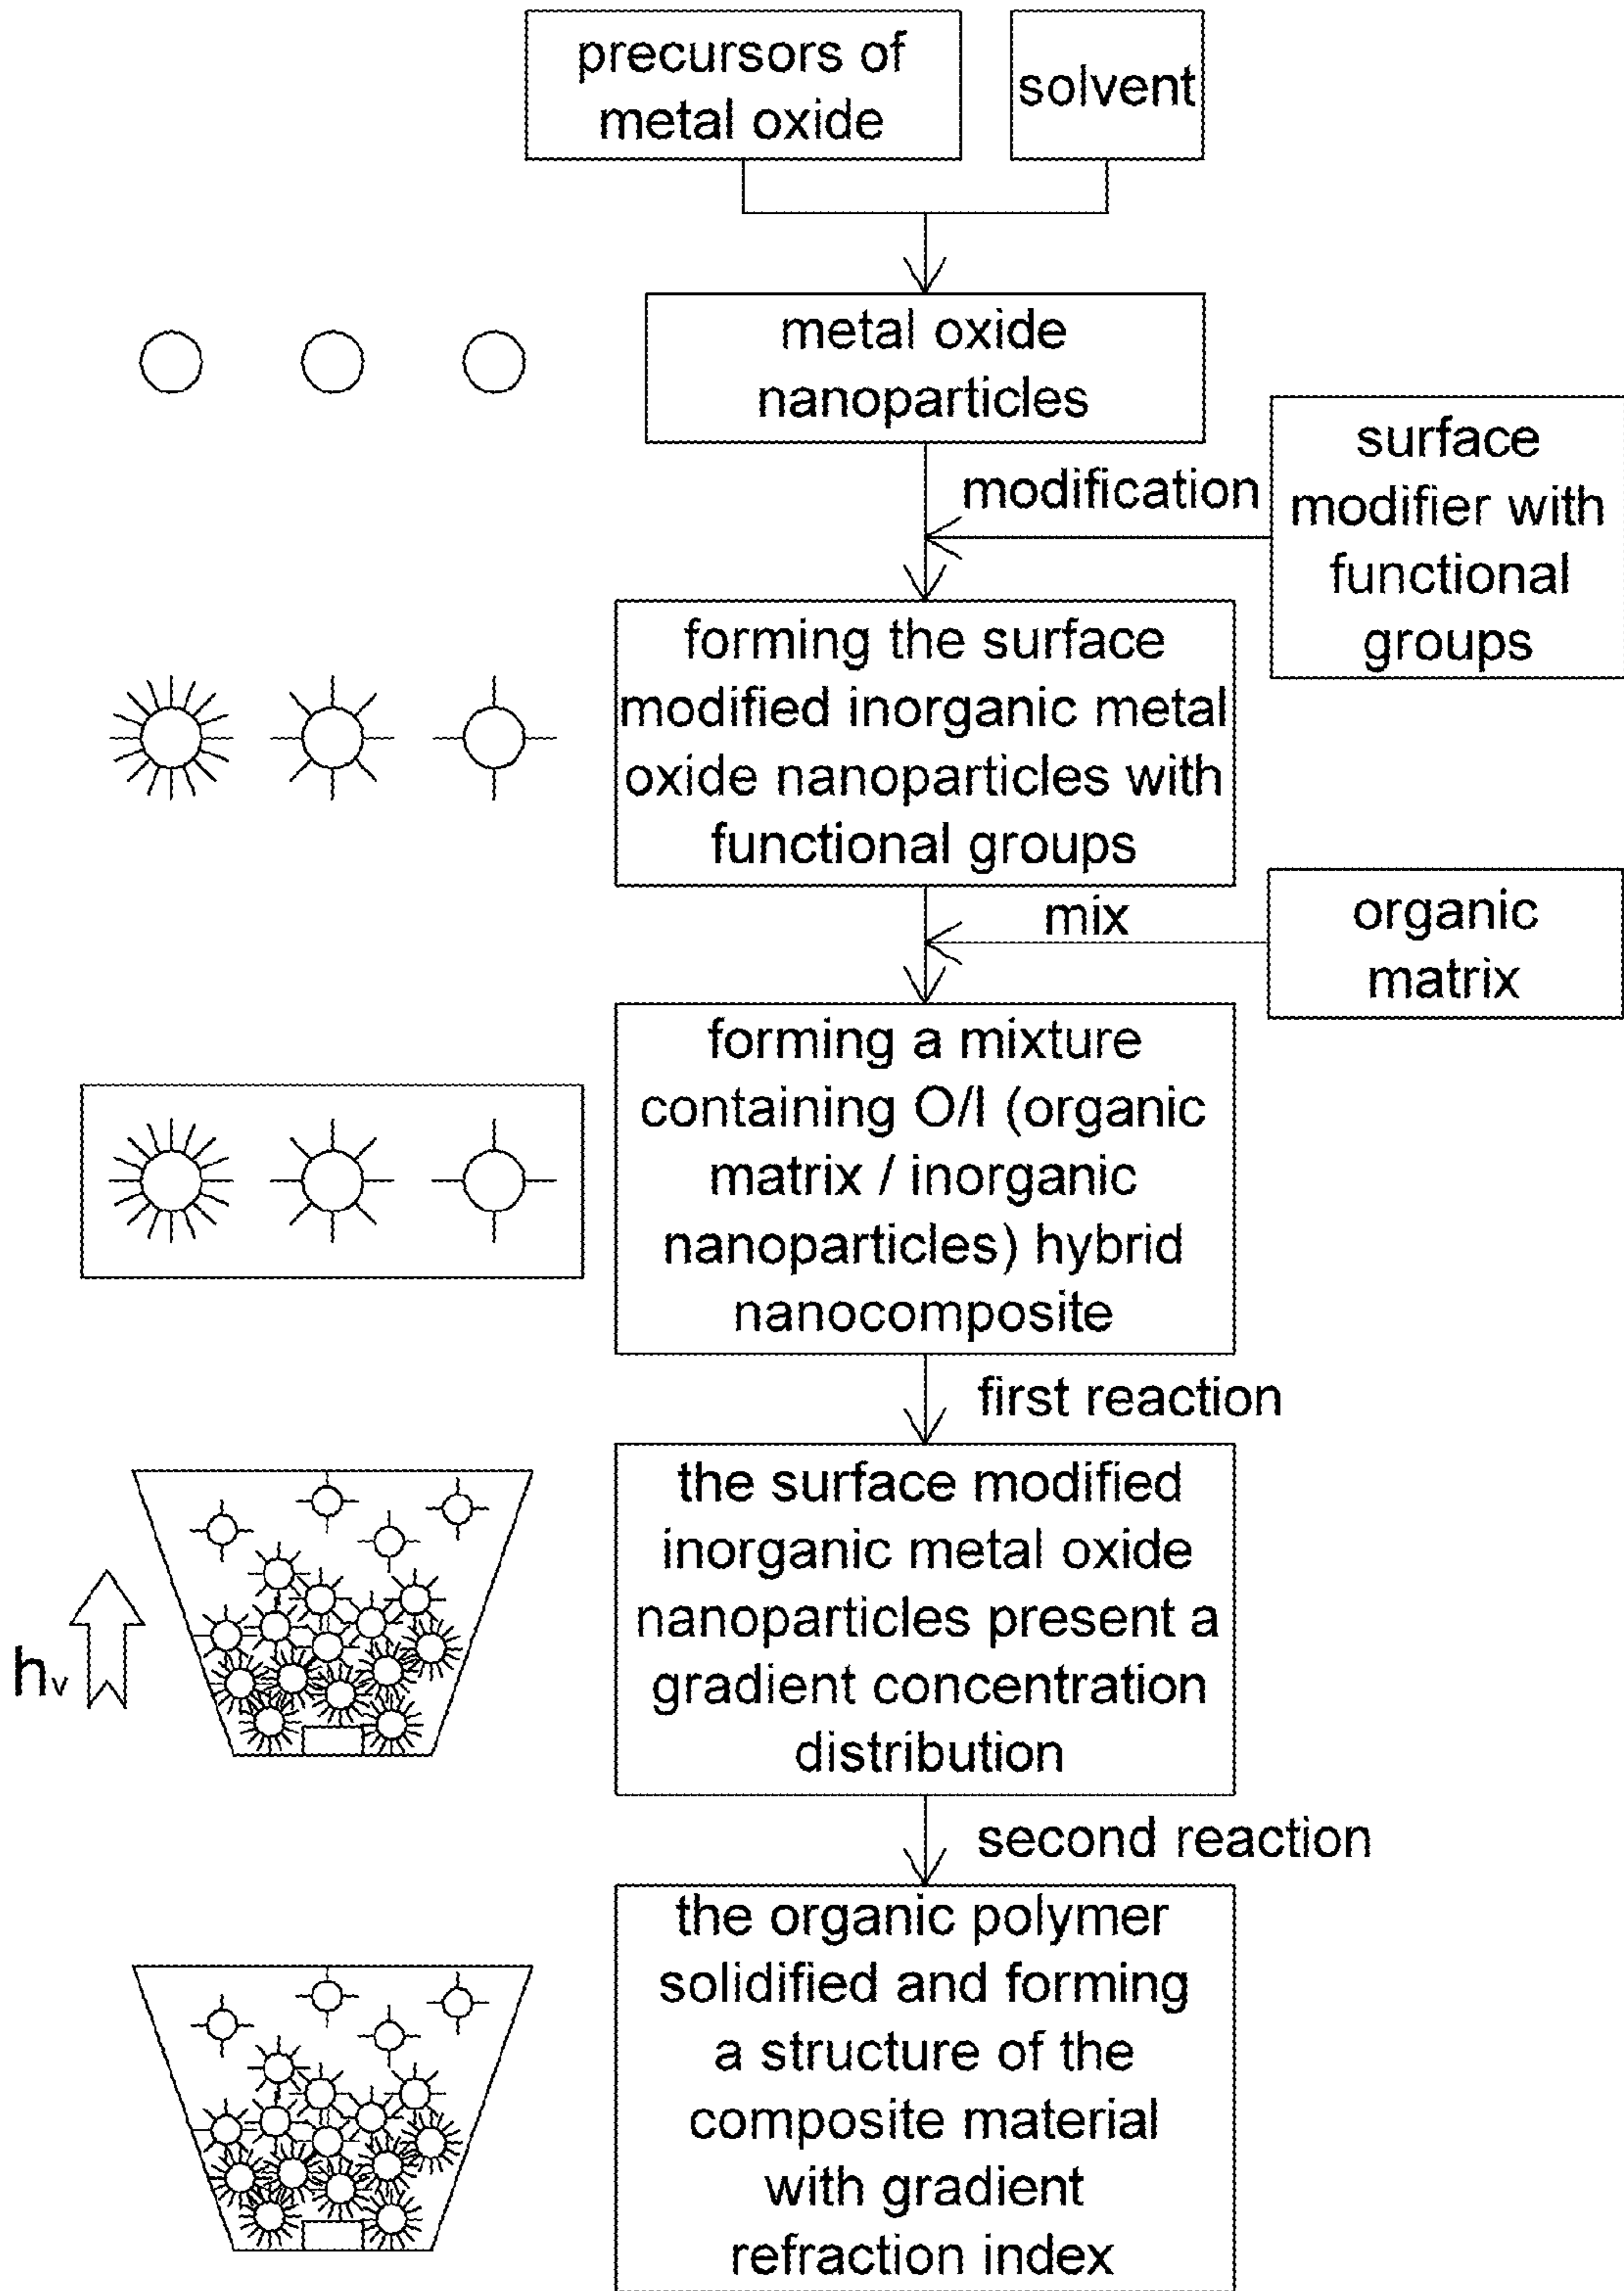 precursors of
metal oxide
solvent
metal oxide
nanoparticles
modification
surface
modifier with
functional
groups
forming the surface
modified inorganic metal
oxide nanoparticles with
functional groups
mix
organic
matrix
forming a mixture
containing O/I (organic
matrix / inorganic
nanoparticles) hybrid
nanocomposite
first reaction
the surface modified
inorganic metal oxide
nanoparticles present a
gradient concentration
distribution
hv
second reaction
the organic polymer
solidified and forming
a structure of the
composite material
with gradient
refraction index